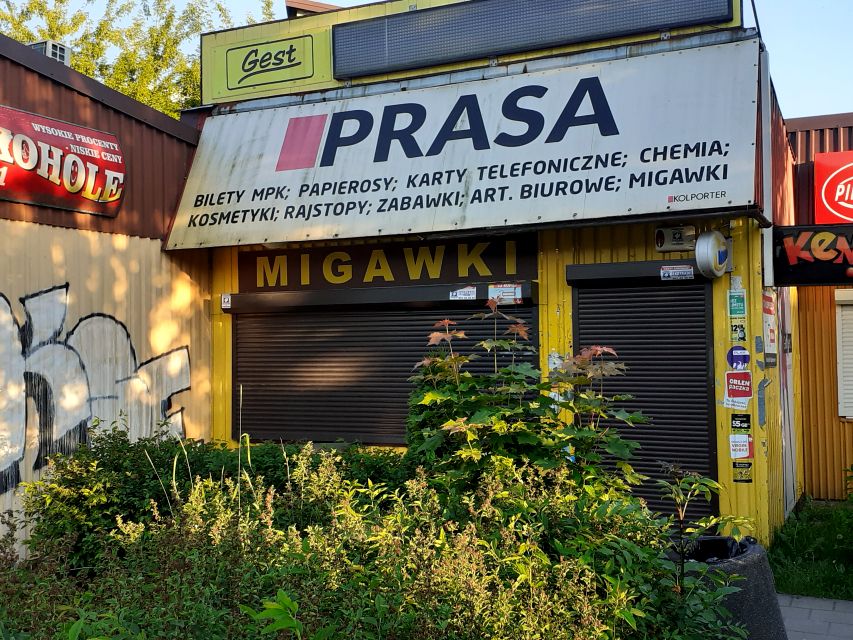 Gest
PRASA
BILETY MPK; PAPIEROSY; KARTY TELEFONICZNE; CHEMIA;
KOSMETYKI; RAJSTOPY; ZABAWKI; ART. BIUROWE; MIGAWKI
KOLPORTER
WYSOKIE PROCENTY
- NISKIE CENY
KOHOLE
MIGAWKI
ORLEN
paczka